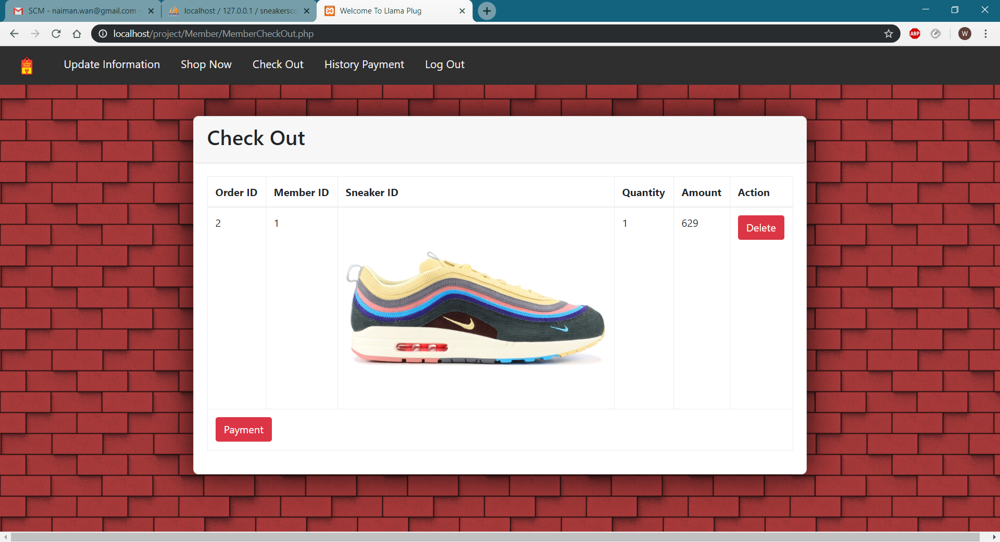 SCM - naiman.wan@gmail.com -
localhost / 127.0.0.1 / sneakersco
Welcome To Llama Plug
localhost/project/Member/MemberCheckOut.php
ABP
W
Update Information
Shop Now
Check Out
History Payment
Log Out
Check Out
Order ID Member ID Sneaker ID Quantity Amount Action
2 1 1 629 Delete
Payment